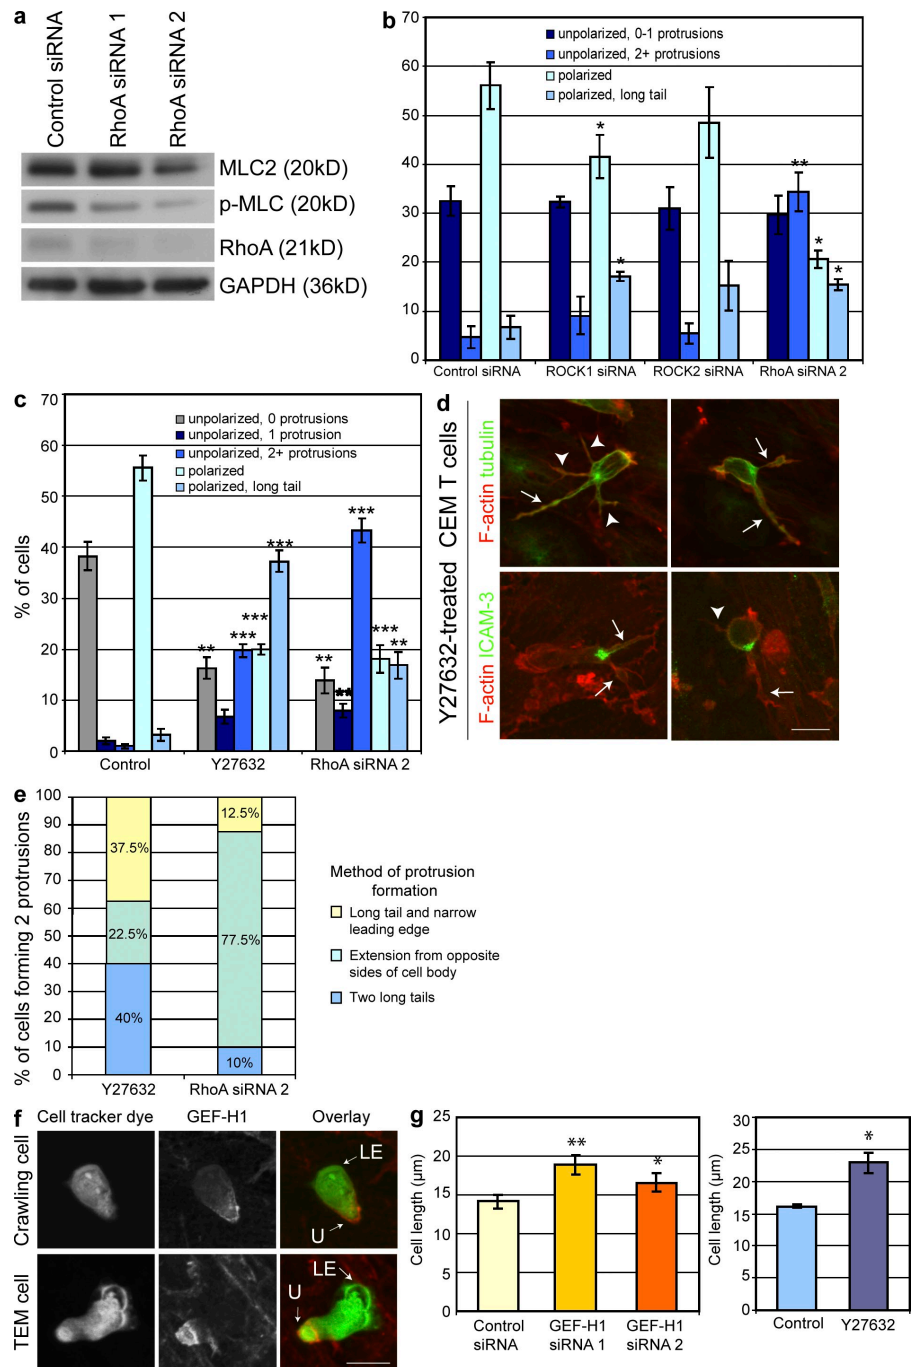 a
Control siRNA
RhoA siRNA 1
RhoA siRNA 2
MLC2 (20kD)
p-MLC (20kD)
RhoA (21kD)
GAPDH (36kD)
b
unpolarized, 0-1 protrusions
unpolarized, 2+ protrusions
polarized
polarized, long tail
70
60
50
40
30
20
10
0
*
*
**
*
*
Control siRNA
ROCK1 siRNA
ROCK2 siRNA
RhoA siRNA 2
c
% of cells
70
60
50
40
30
20
10
0
unpolarized, 0 protrusions
unpolarized, 1 protrusion
unpolarized, 2+ protrusions
polarized
polarized, long tail
**
***
***
***
**
**
***
***
**
Control
Y27632
RhoA siRNA 2
d
Y27632-treated CEM T cells
F-actin tubulin
F-actin ICAM-3
e
% of cells forming 2 protrusions
100
90
80
70
60
50
40
30
20
10
0
37.5%
22.5%
40%
12.5%
77.5%
10%
Y27632
RhoA siRNA 2
Method of protrusion
formation
Long tail and narrow
leading edge
Extension from opposite
sides of cell body
Two long tails
f
Cell tracker dye
GEF-H1
Overlay
Crawling cell
LE
U
TEM cell
LE
U
g
Cell length (µm)
25
20
15
10
5
0
**
*
Control
siRNA
GEF-H1
siRNA 1
GEF-H1
siRNA 2
Cell length (µm)
30
25
20
15
10
5
0
*
Control
Y27632